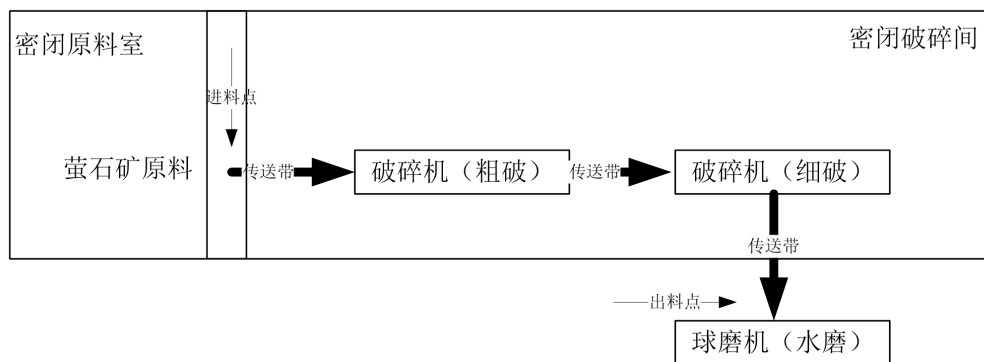 密闭原料室
密闭破碎间
进料点
萤石矿原料
传送带
破碎机（粗破）
传送带
破碎机（细破）
传送带
出料点
球磨机（水磨）